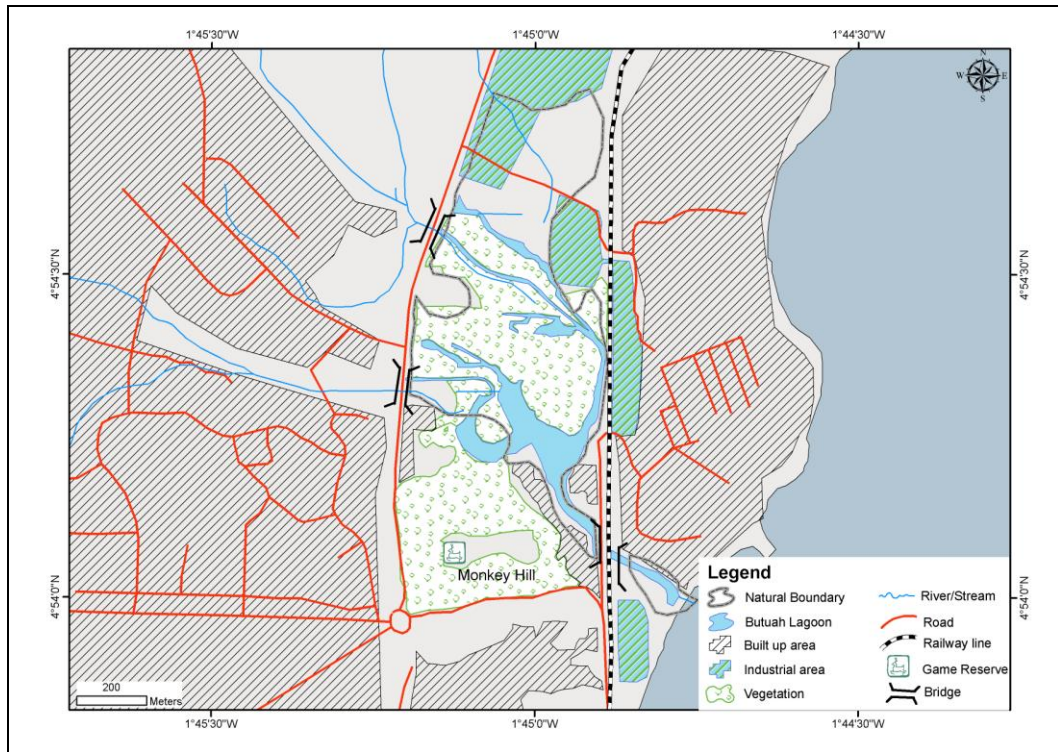 1°45'30"W
1°45'0"W
1°44'30"W
N
W
E
S
4°54'30"N
4°54'30"N
4°54'0"N
4°54'0"N
Monkey Hill
200
Meters
Legend
Natural Boundary
Butuah Lagoon
Built up area
Industrial area
Vegetation
River/Stream
Road
Railway line
Game Reserve
Bridge
1°45'30"W
1°45'0"W
1°44'30"W